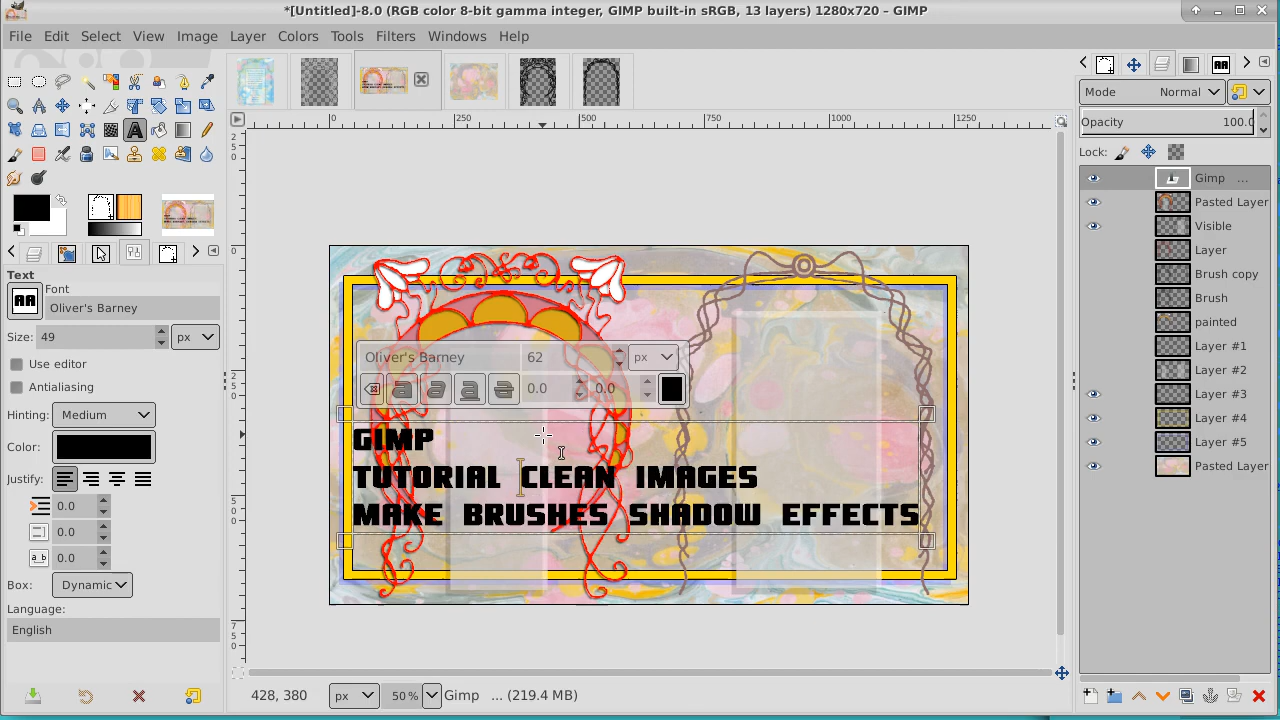 *[Untitled]-8.0 (RGB color 8-bit gamma integer, GIMP built-in sRGB, 13 layers) 1280x720 – GIMP
File Edit Select View Image Layer Colors Tools Filters Windows Help
Mode Normal
Opacity 100.0
Lock:
Gimp ...
Pasted Layer
Visible
Layer
Brush copy
Brush
painted
Layer #1
Layer #2
Layer #3
Layer #4
Layer #5
Pasted Layer
0 250 500 750 1000 1250
250
0
250
500
750
Text
Font
Oliver's Barney
Size: 49 px
Use editor
Antialiasing
Hinting: Medium
Color:
Justify:
0.0
0.0
0.0
Box: Dynamic
Language:
English
Oliver's Barney 62 px
0.0 0.0
GIMP
TUTORIAL CLEAN IMAGES
MAKE BRUSHES SHADOW EFFECTS
428, 380 px 50 % Gimp ... (219.4 MB)